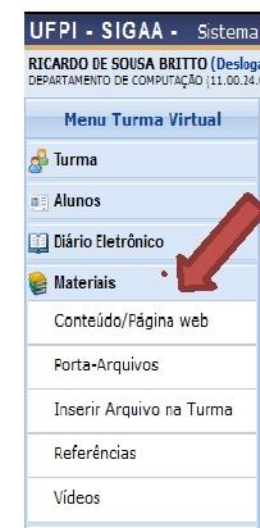 UFPI - SIGAA - Sistema
RICARDO DE SOUSA BRITTO (Desloga
DEPARTAMENTO DE COMPUTAÇÃO (11.00.24.
Menu Turma Virtual
Turma
Alunos
Diário Eletrônico
Materiais
Conteúdo/Página web
Porta-Arquivos
Inserir Arquivo na Turma
Referências
Vídeos